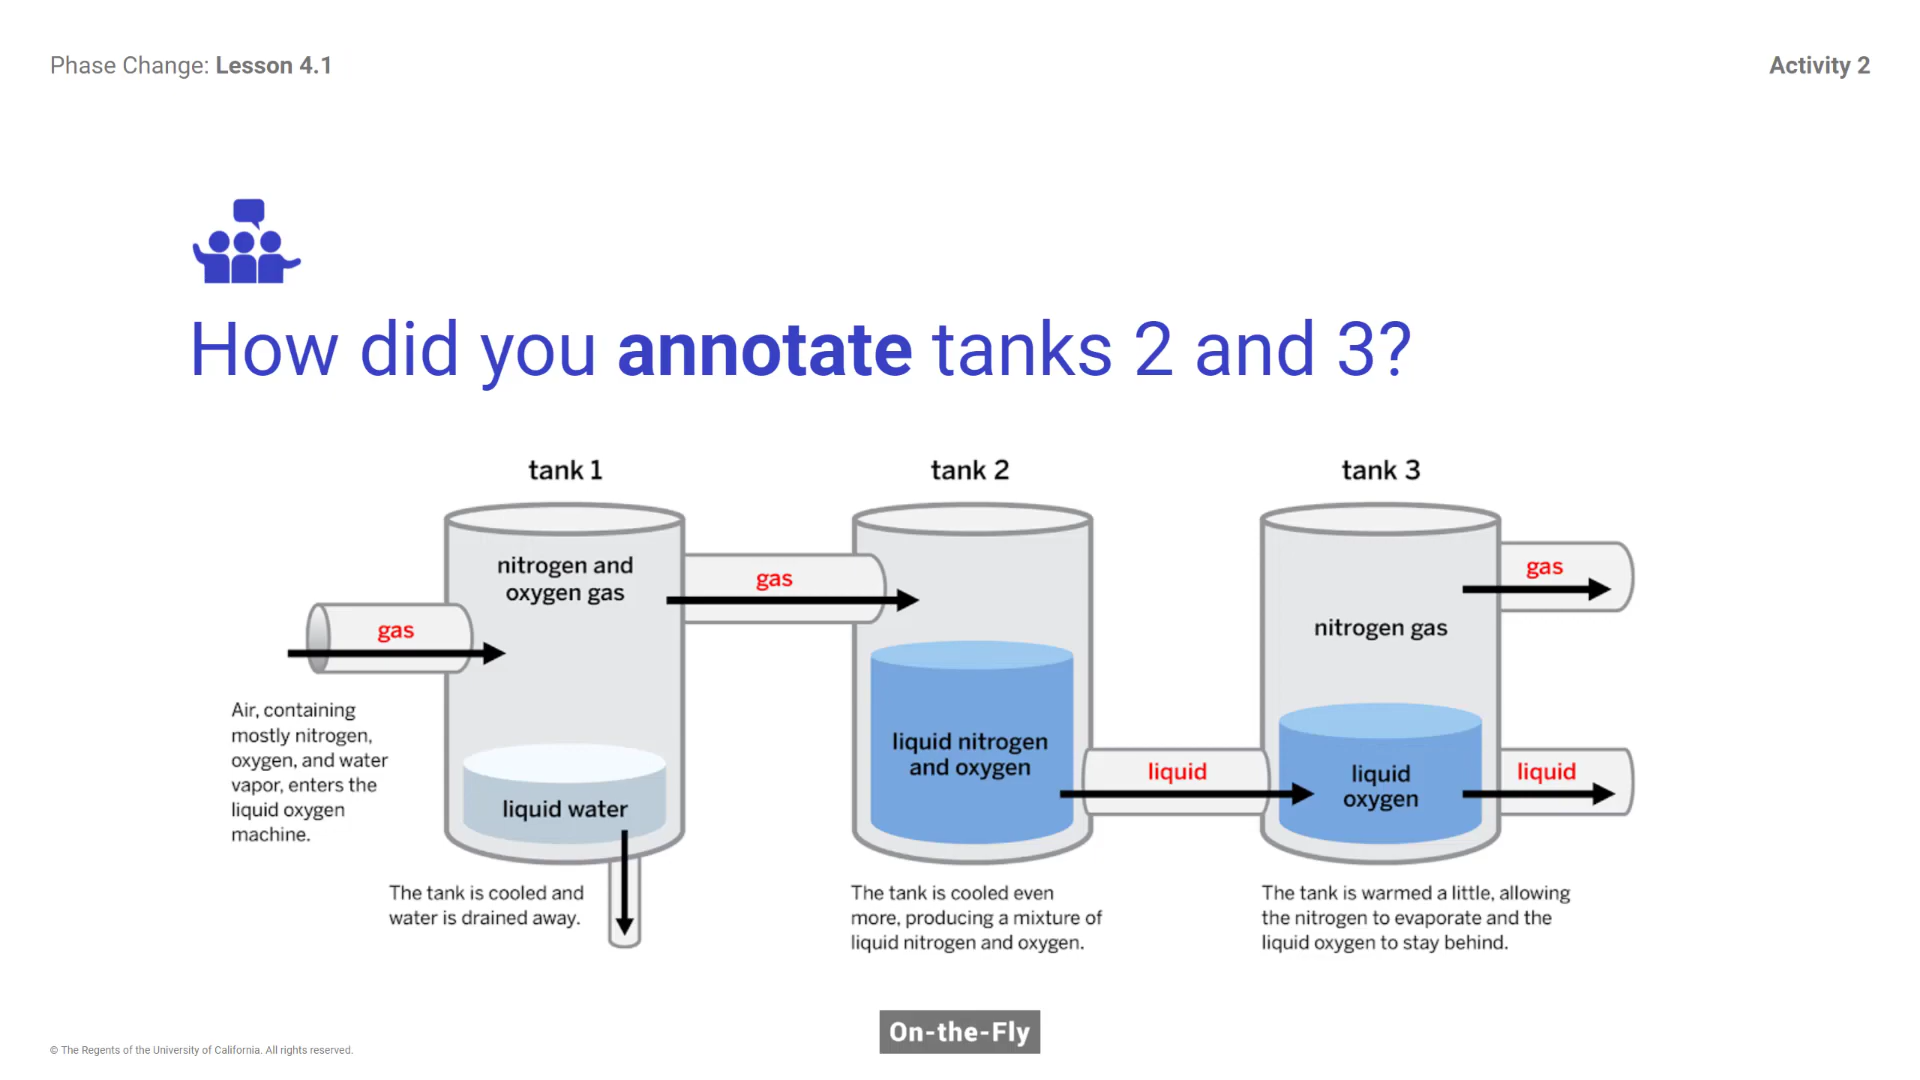 Phase Change: Lesson 4.1
Activity 2
How did you annotate tanks 2 and 3?
tank 1
tank 2
tank 3
nitrogen and
oxygen gas
gas
gas
gas
nitrogen gas
Air, containing
mostly nitrogen,
oxygen, and water
vapor, enters the
liquid oxygen
machine.
liquid water
liquid nitrogen
and oxygen
liquid
liquid
oxygen
liquid
The tank is cooled and
water is drained away.
The tank is cooled even
more, producing a mixture of
liquid nitrogen and oxygen.
The tank is warmed a little, allowing
the nitrogen to evaporate and the
liquid oxygen to stay behind.
On-the-Fly
© The Regents of the University of California. All rights reserved.